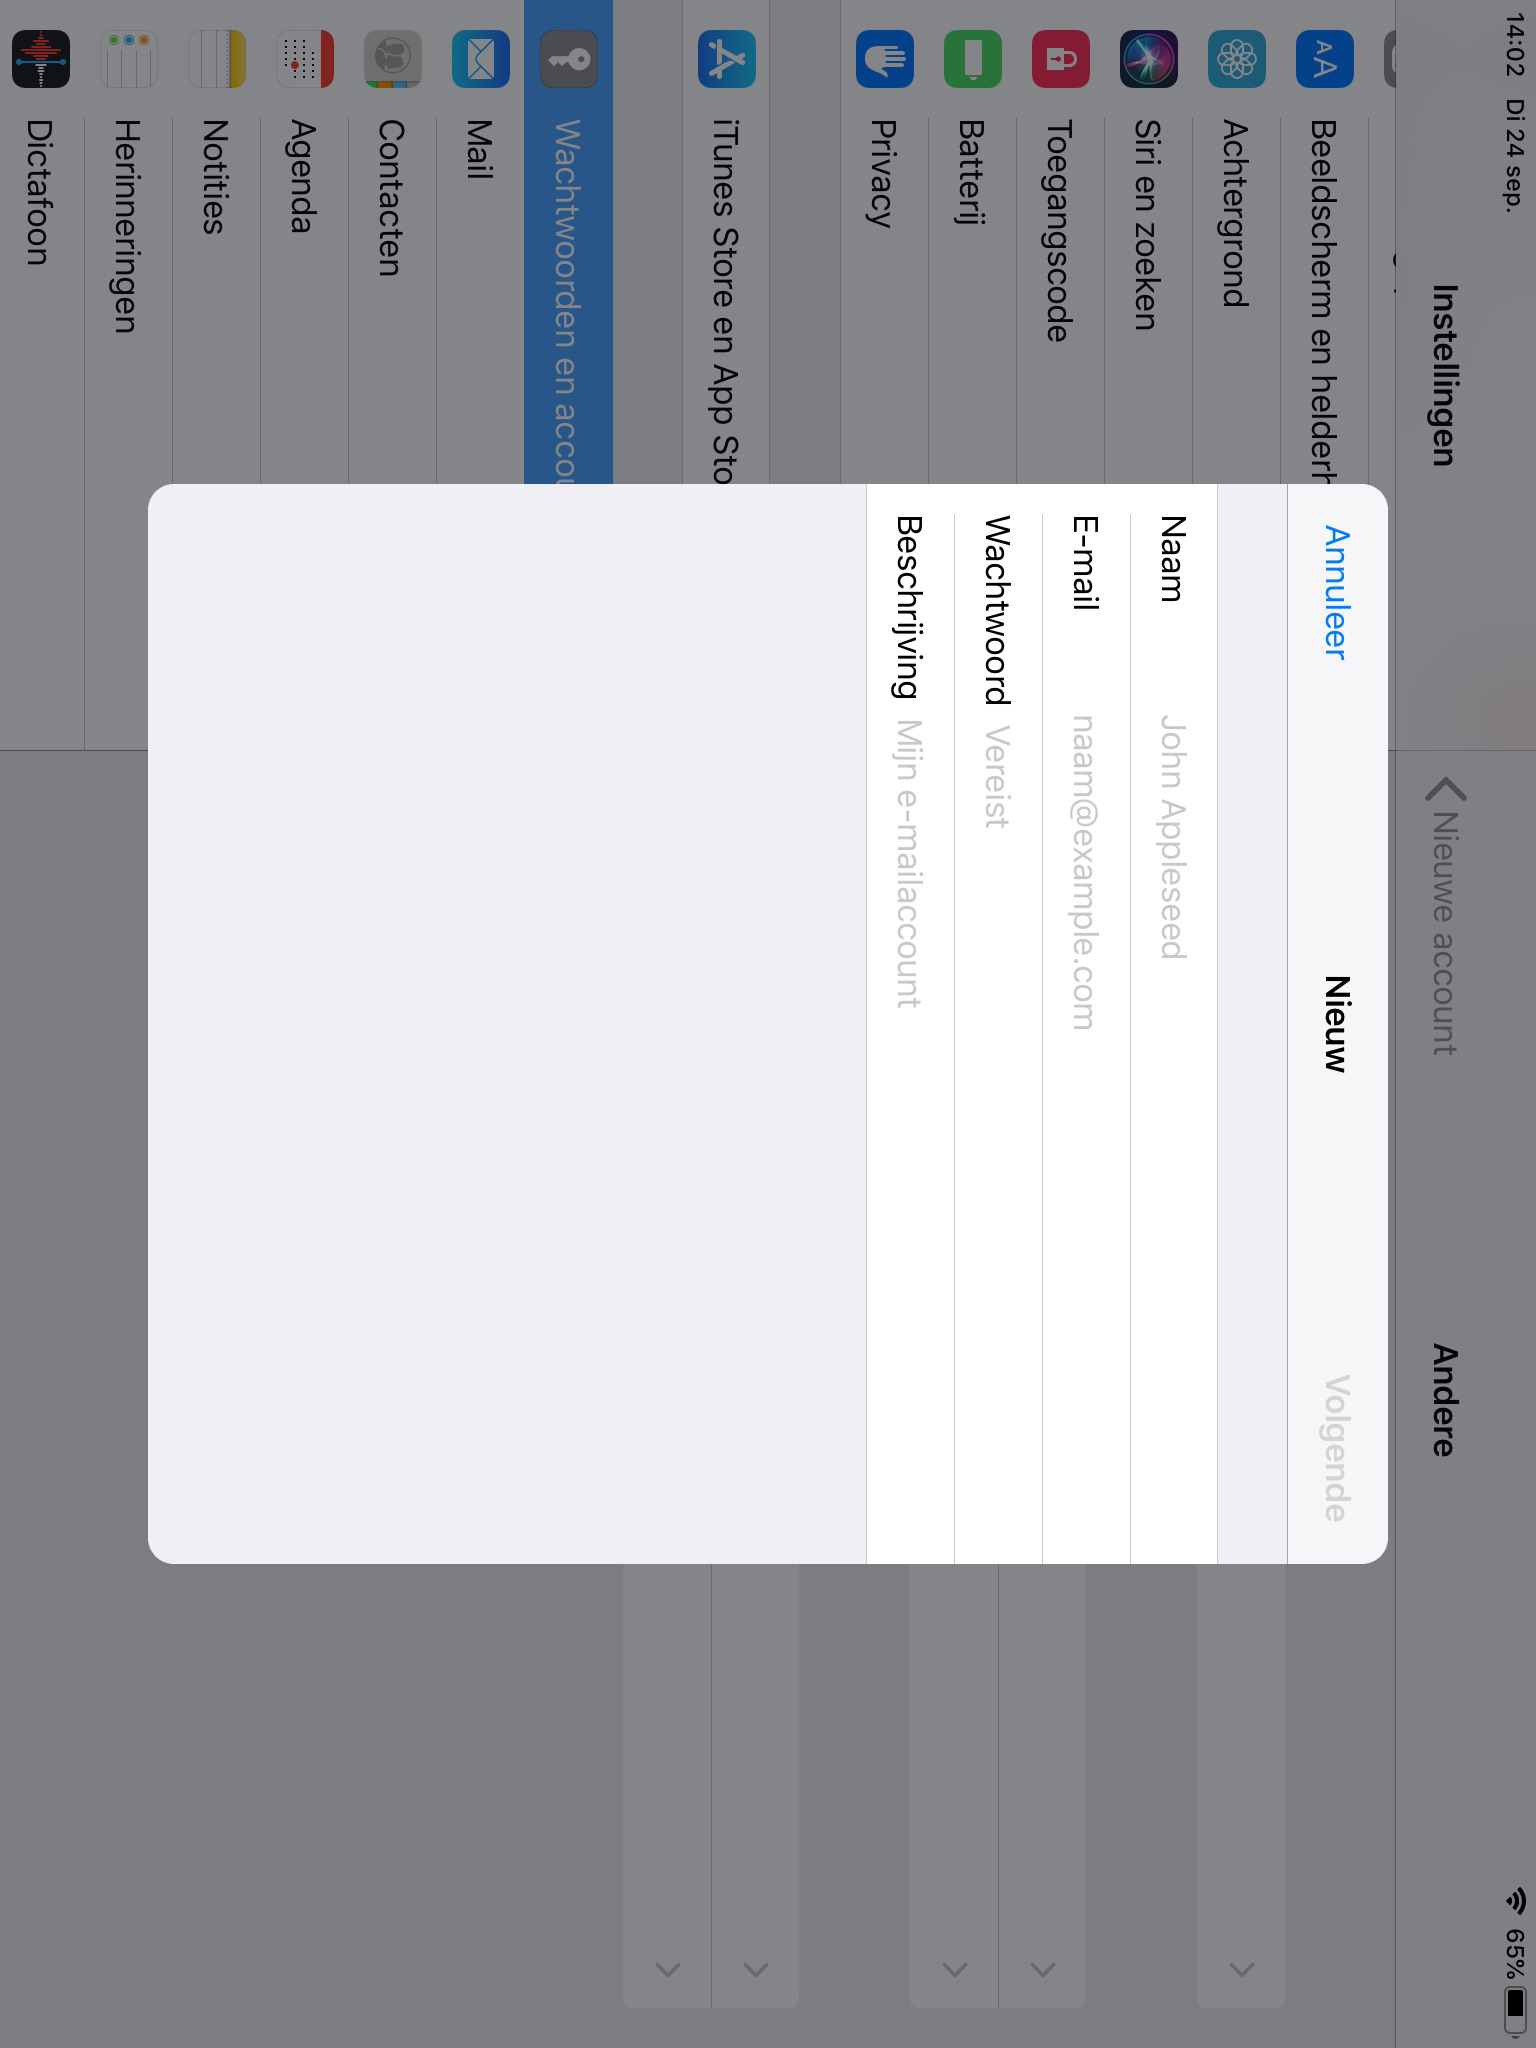 14:02 Di 24 sep.
65%
Instellingen
Nieuwe account
Andere
Beeldscherm en helderh
Achtergrond
Siri en zoeken
Toegangscode
Batterij
Privacy
iTunes Store en App Sto
Wachtwoorden en accou
Mail
Contacten
Agenda
Notities
Herinneringen
Dictafoon
Annuleer
Nieuw
Volgende
Naam John Appleseed
E-mail naam@example.com
Wachtwoord Vereist
Beschrijving Mijn e-mailaccount